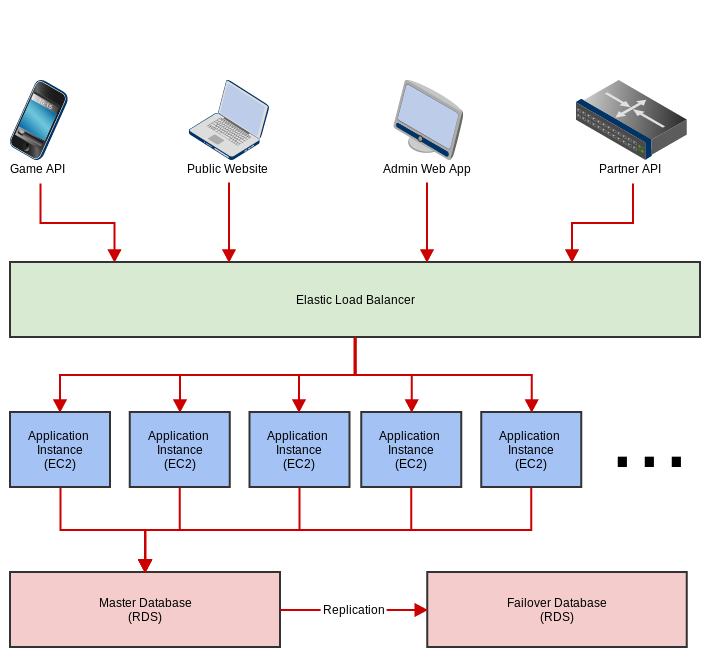 Game API
Public Website
Admin Web App
Partner API
Elastic Load Balancer
Application
Instance
(EC2)
Application
Instance
(EC2)
Application
Instance
(EC2)
Application
Instance
(EC2)
Application
Instance
(EC2)
...
Master Database
(RDS)
Replication
Failover Database
(RDS)